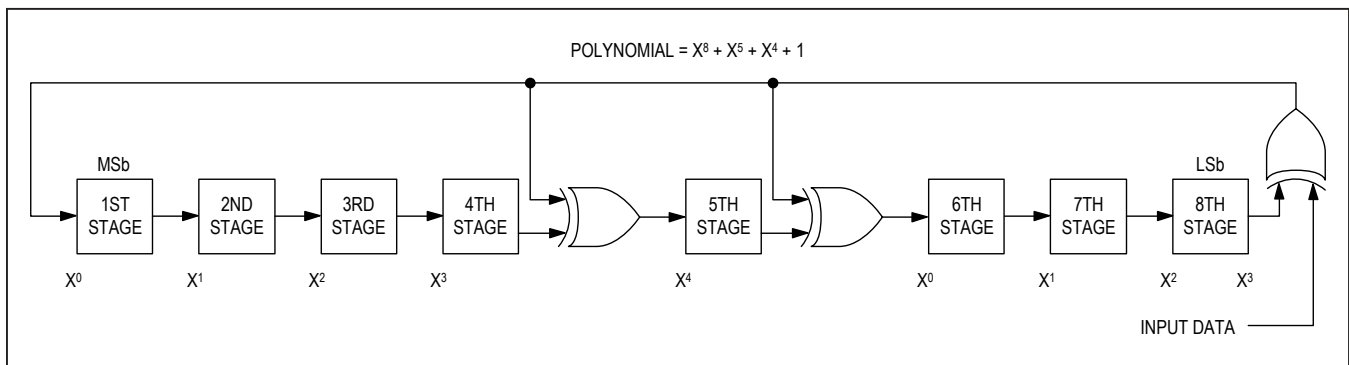 POLYNOMIAL = X⁸ + X⁵ + X⁴ + 1
MSb
LSb
1ST
STAGE
2ND
STAGE
3RD
STAGE
4TH
STAGE
5TH
STAGE
6TH
STAGE
7TH
STAGE
8TH
STAGE
X⁰
X¹
X²
X³
X⁴
X⁰
X¹
X²
X³
INPUT DATA